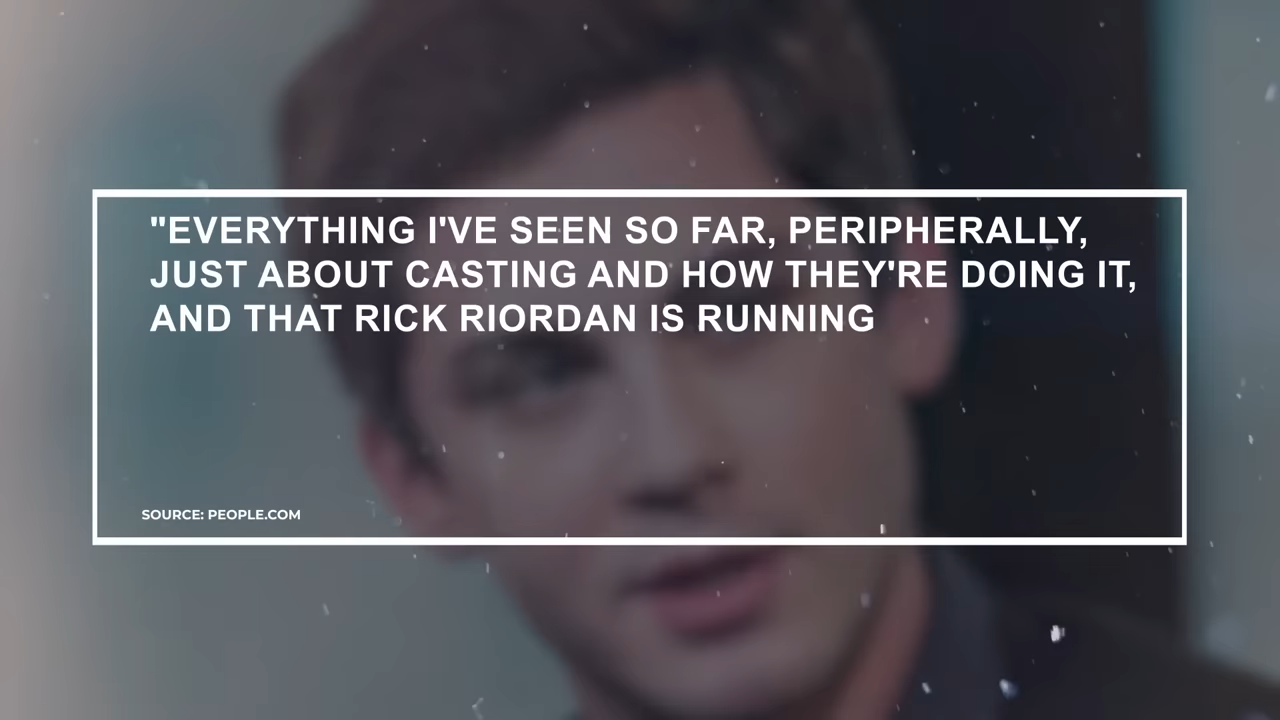 "EVERYTHING I'VE SEEN SO FAR, PERIPHERALLY,
JUST ABOUT CASTING AND HOW THEY'RE DOING IT,
AND THAT RICK RIORDAN IS RUNNING
SOURCE: PEOPLE.COM